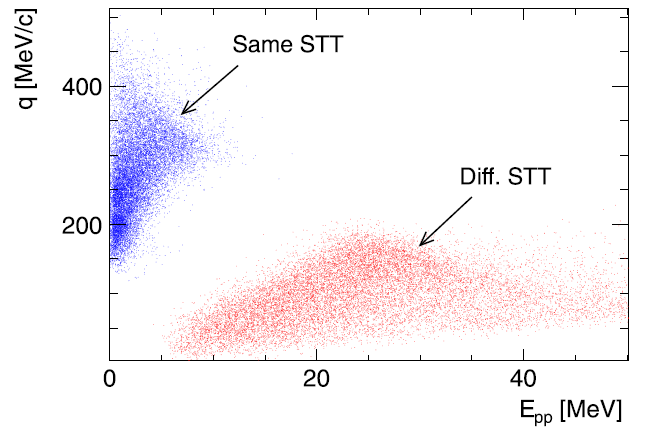 q [MeV/c]
Same STT
400
Diff. STT
200
0
20
40
E_pp [MeV]